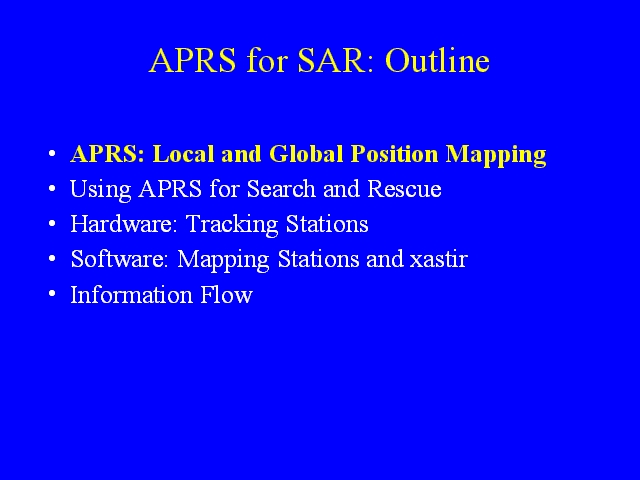 APRS for SAR: Outline
• APRS: Local and Global Position Mapping
• Using APRS for Search and Rescue
• Hardware: Tracking Stations
• Software: Mapping Stations and xastir
• Information Flow